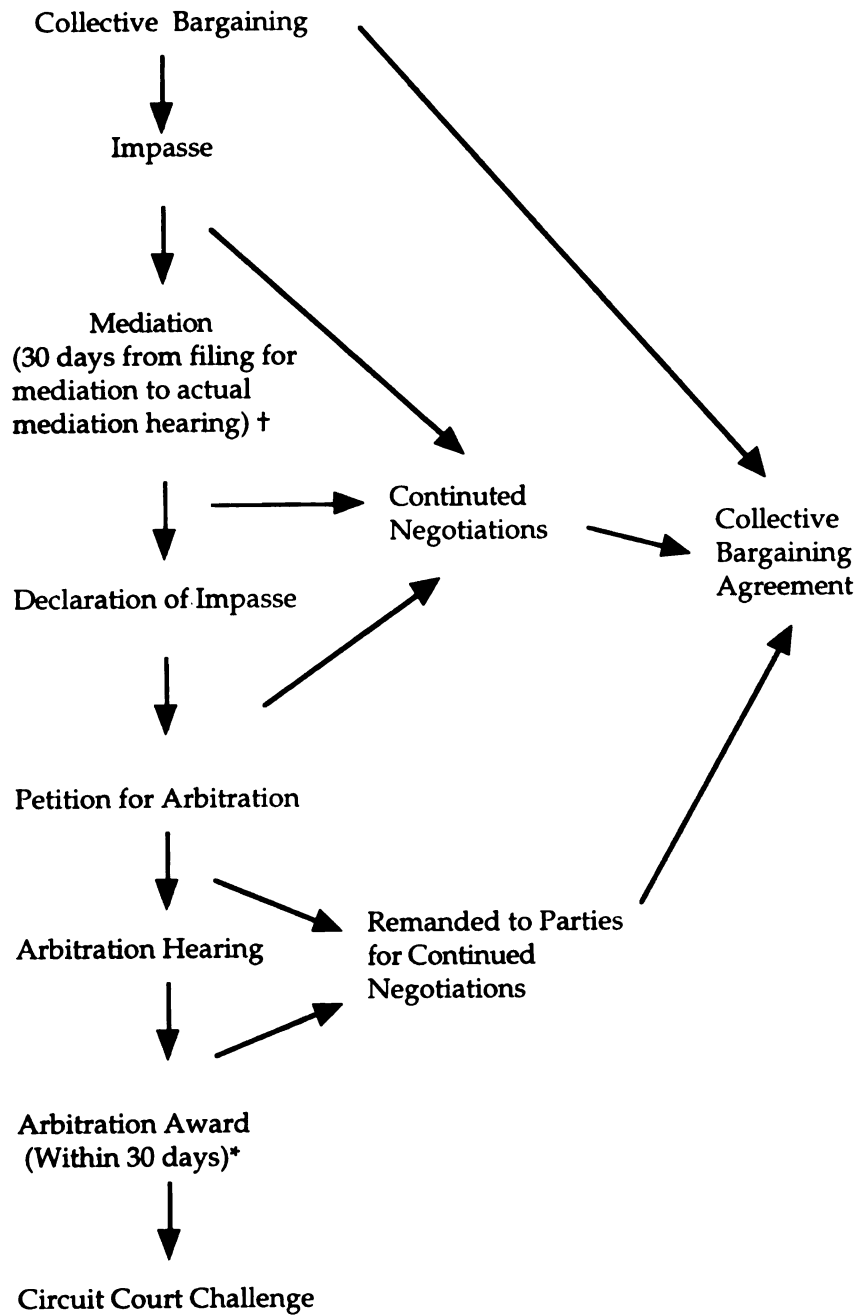 Collective Bargaining
Impasse
Mediation
(30 days from filing for
mediation to actual
mediation hearing) †
Continuted
Negotiations
Collective
Bargaining
Agreement
Declaration of Impasse
Petition for Arbitration
Arbitration Hearing
Remanded to Parties
for Continued
Negotiations
Arbitration Award
(Within 30 days)*
Circuit Court Challenge